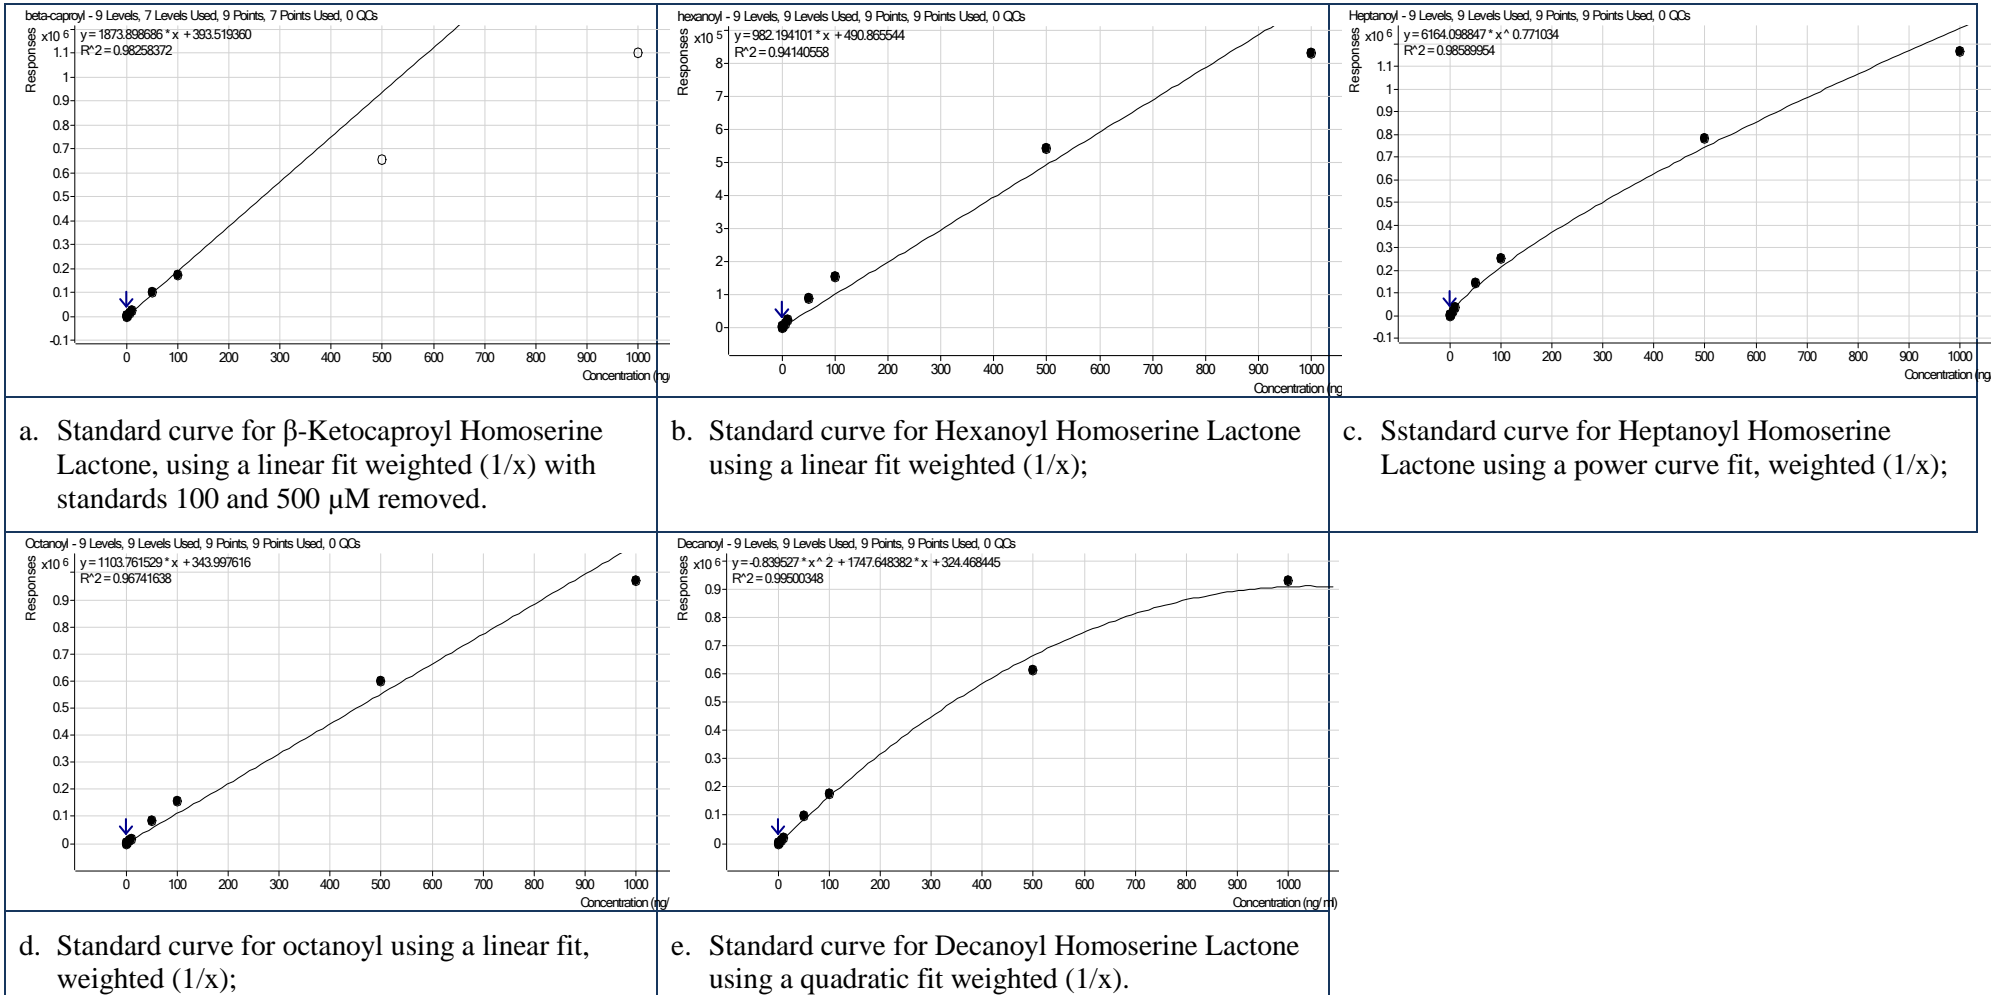 beta-caproyl - 9 Levels, 7 Levels Used, 9 Points, 7 Points Used, 0 QCs
Responses
x10 6
y = 1873.898686 * x + 393.519360
R^2 = 0.98258372
1.1
1
0.9
0.8
0.7
0.6
0.5
0.4
0.3
0.2
0.1
0
-0.1
0 100 200 300 400 500 600 700 800 900 1000
Concentration (ng/
hexanoyl - 9 Levels, 9 Levels Used, 9 Points, 9 Points Used, 0 QCs
Responses
x10 5
y = 982.194101 * x + 490.865544
R^2 = 0.94140558
8
7
6
5
4
3
2
1
0
0 100 200 300 400 500 600 700 800 900 1000
Concentration (ng
Heptanoyl - 9 Levels, 9 Levels Used, 9 Points, 9 Points Used, 0 QCs
Responses
x10 6
y = 6164.098847 * x ^ 0.771034
R^2 = 0.98589954
1.1
1
0.9
0.8
0.7
0.6
0.5
0.4
0.3
0.2
0.1
0
-0.1
0 100 200 300 400 500 600 700 800 900 1000
Concentration (ng/
a. Standard curve for β-Ketocaproyl Homoserine
Lactone, using a linear fit weighted (1/x) with
standards 100 and 500 µM removed.
b. Standard curve for Hexanoyl Homoserine Lactone
using a linear fit weighted (1/x);
c. Sstandard curve for Heptanoyl Homoserine
Lactone using a power curve fit, weighted (1/x);
Octanoyl - 9 Levels, 9 Levels Used, 9 Points, 9 Points Used, 0 QCs
Responses
x10 6
y = 1103.761529 * x + 343.997616
R^2 = 0.96741638
0.9
0.8
0.7
0.6
0.5
0.4
0.3
0.2
0.1
0
0 100 200 300 400 500 600 700 800 900 1000
Concentration (ng/
Decanoyl - 9 Levels, 9 Levels Used, 9 Points, 9 Points Used, 0 QCs
Responses
x10 6
y = -0.839527 * x ^ 2 + 1747.648382 * x + 324.468445
R^2 = 0.99500348
0.9
0.8
0.7
0.6
0.5
0.4
0.3
0.2
0.1
0
0 100 200 300 400 500 600 700 800 900 1000
Concentration (ng/ml)
d. Standard curve for octanoyl using a linear fit,
weighted (1/x);
e. Standard curve for Decanoyl Homoserine Lactone
using a quadratic fit weighted (1/x).